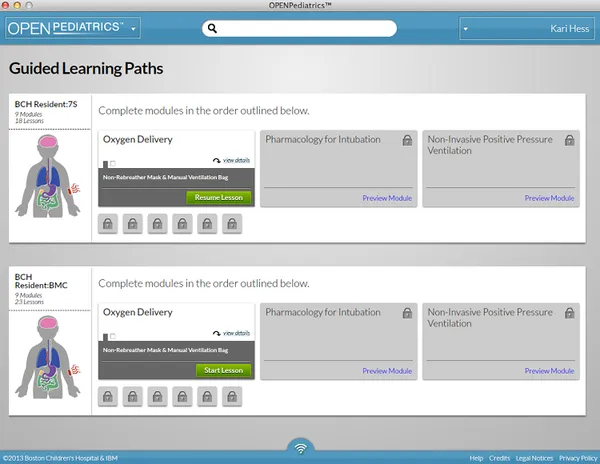 OPENPediatrics™
OPENPEDIATRICS™
Kari Hess
Guided Learning Paths
BCH Resident:7S
9 Modules
18 Lessons
Complete modules in the order outlined below.
Oxygen Delivery
view details
Non-Rebreather Mask & Manual Ventilation Bag
Resume Lesson
Pharmacology for Intubation
Preview Module
Non-Invasive Positive Pressure
Ventilation
Preview Module
BCH
Resident:BMC
9 Modules
23 Lessons
Complete modules in the order outlined below.
Oxygen Delivery
view details
Non-Rebreather Mask & Manual Ventilation Bag
Start Lesson
Pharmacology for Intubation
Preview Module
Non-Invasive Positive Pressure
Ventilation
Preview Module
©2013 Boston Children's Hospital & IBM
Help Credits Legal Notices Privacy Policy